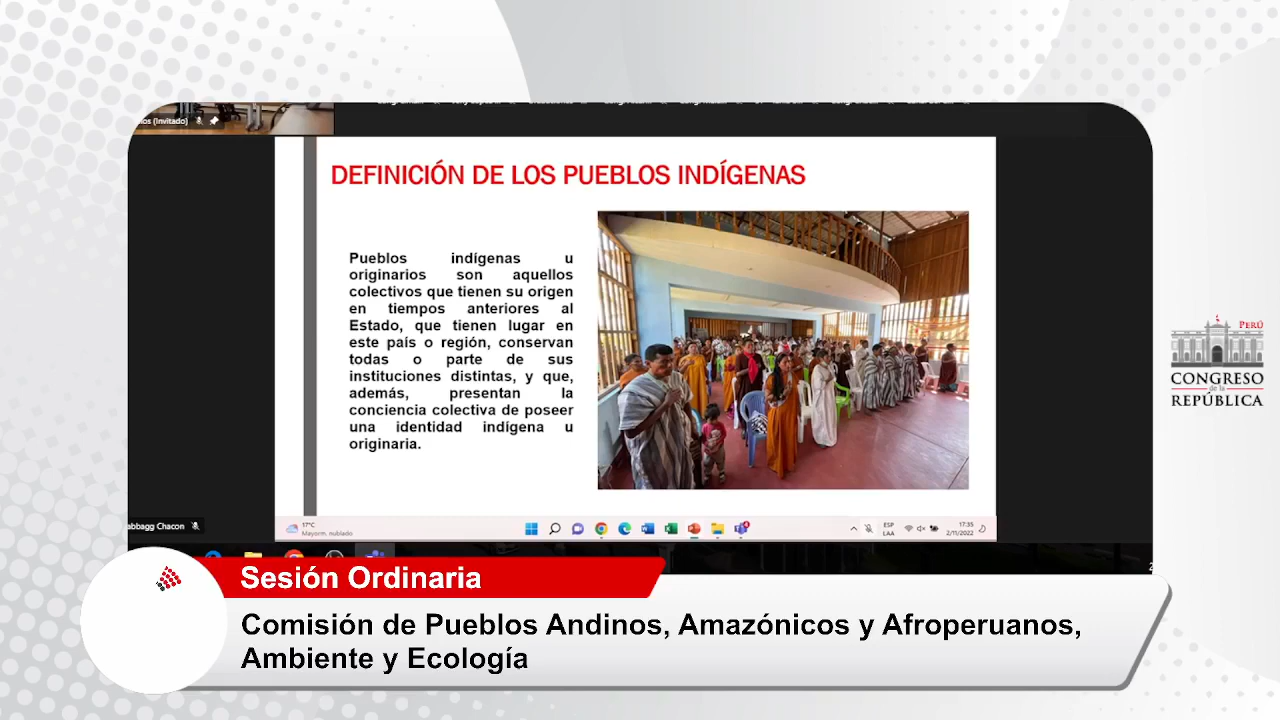 (Invitado)
DEFINICIÓN DE LOS PUEBLOS INDÍGENAS
Pueblos indígenas u
originarios son aquellos
colectivos que tienen su origen
en tiempos anteriores al
Estado, que tienen lugar en
este país o región, conservan
todas o parte de sus
instituciones distintas, y que,
además, presentan la
conciencia colectiva de poseer
una identidad indígena u
originaria.
PERÚ
CONGRESO
de la
REPÚBLICA
Chacon
17°C
Mayorm. nublado
ESP
LAA
17:35
2/11/2022
Sesión Ordinaria
Comisión de Pueblos Andinos, Amazónicos y Afroperuanos,
Ambiente y Ecología